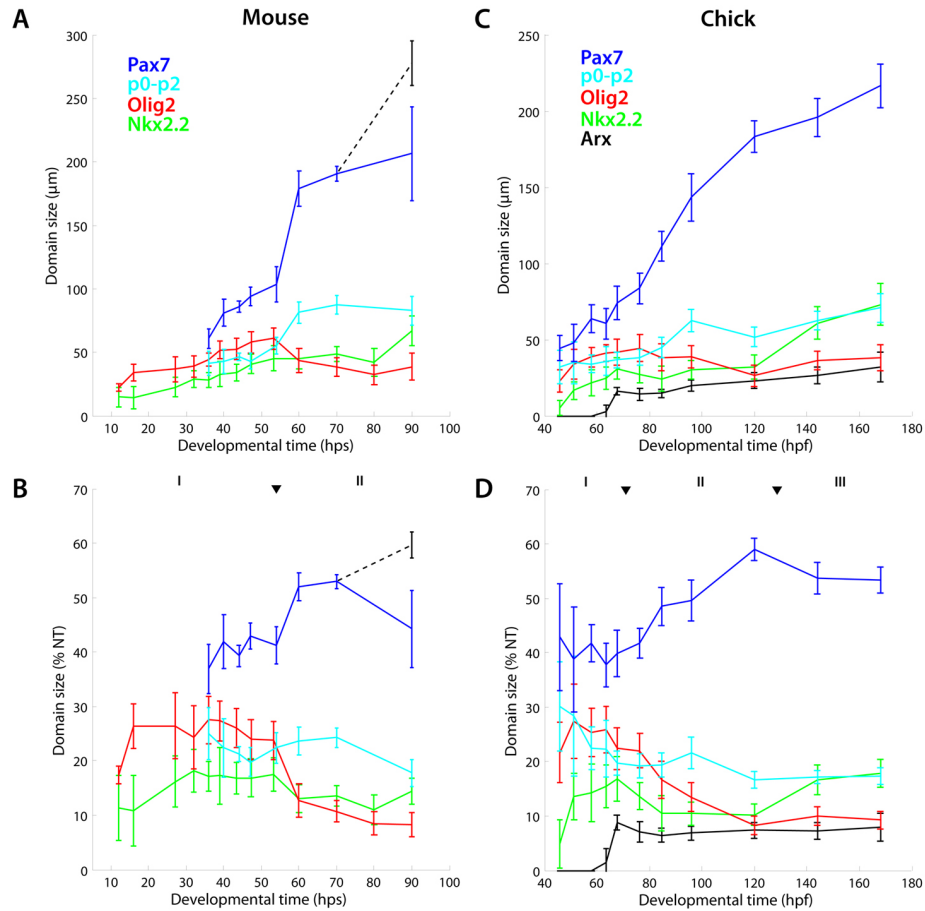 A
Mouse
300
250
200
150
100
50
0
Domain size (µm)
Pax7
p0-p2
Olig2
Nkx2.2
10 20 30 40 50 60 70 80 90 100
Developmental time (hps)
C
Chick
300
250
200
150
100
50
0
Domain size (µm)
Pax7
p0-p2
Olig2
Nkx2.2
Arx
40 60 80 100 120 140 160 180
Developmental time (hpf)
B
I II
70
60
50
40
30
20
10
0
Domain size (% NT)
10 20 30 40 50 60 70 80 90 100
Developmental time (hps)
D
I II III
70
60
50
40
30
20
10
0
Domain size (% NT)
40 60 80 100 120 140 160 180
Developmental time (hpf)